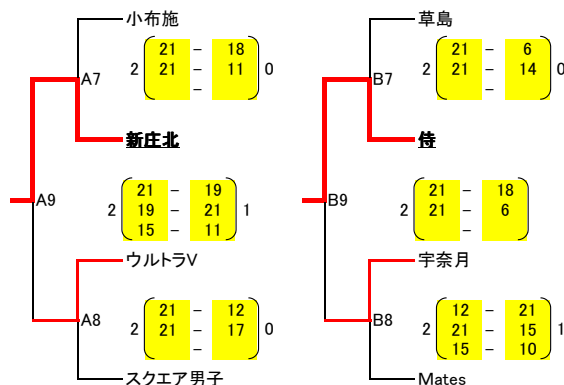 小布施
A7
2 21 - 18 0
21 - 11
-
新庄北
A9
2 21 - 19 1
19 - 21
15 - 11
ウルトラV
A8
2 21 - 12 0
21 - 17
-
スクエア男子
草島
B7
2 21 - 6 0
21 - 14
-
侍
B9
2 21 - 18
21 - 6
-
宇奈月
B8
2 12 - 21 1
21 - 15
15 - 10
Mates